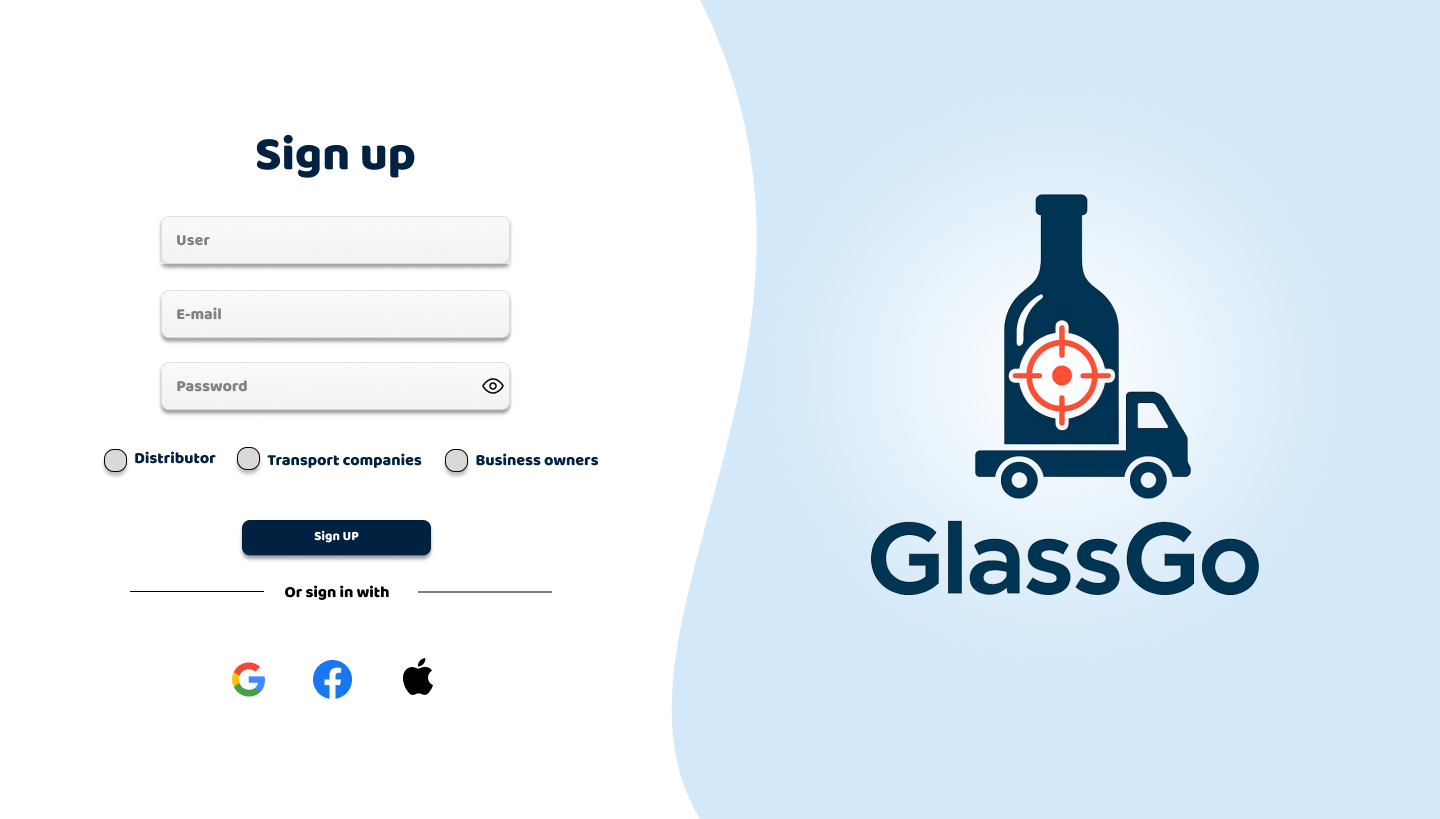 Sign up
User
E-mail
Password
Distributor
Transport companies
Business owners
Sign UP
Or sign in with
GlassGo